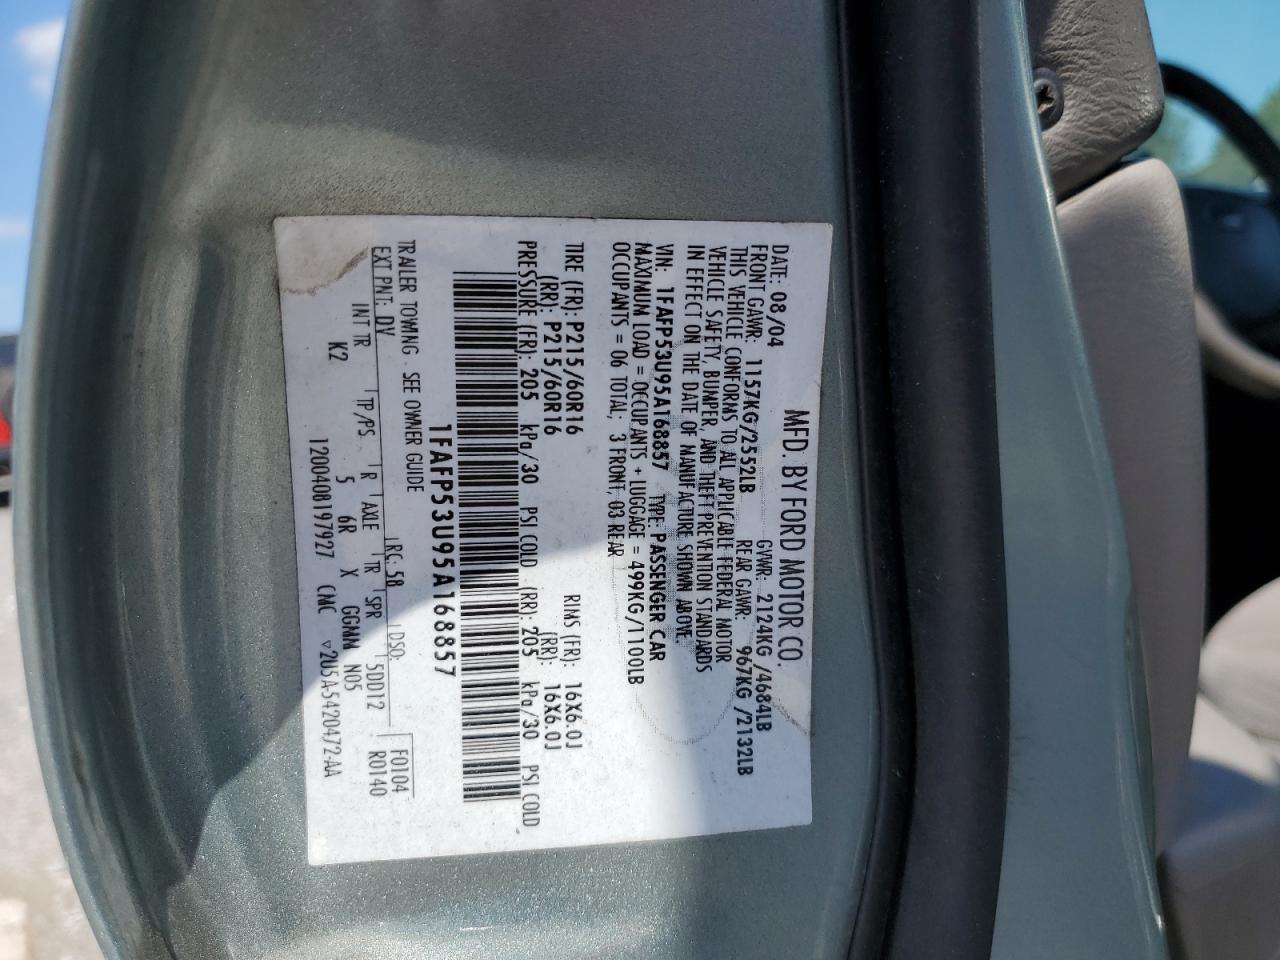 MFD. BY FORD MOTOR CO.
DATE: 08/04 GVWR: 2124KG /4684LB
FRONT GAWR: 1157KG/2552LB REAR GAWR: 967KG /2132LB
THIS VEHICLE CONFORMS TO ALL APPLICABLE FEDERAL MOTOR
VEHICLE SAFETY, BUMPER, AND THEFT PREVENTION STANDARDS
IN EFFECT ON THE DATE OF MANUFACTURE SHOWN ABOVE.
VIN: 1FAFP53U95A168857 TYPE: PASSENGER CAR
MAXIMUM LOAD = OCCUPANTS + LUGGAGE = 499KG/1100LB
OCCUPANTS = 06 TOTAL; 3 FRONT, 03 REAR
TIRE (FR): P215/60R16 RIMS (FR): 16X6.0J
(RR): P215/60R16 (RR): 16X6.0J
PRESSURE (FR): 205 kPa/30 PSI COLD (RR): 205 kPa/30 PSI COLD
1FAFP53U95A168857
TRAILER TOWING - SEE OWNER GUIDE
EXT PNT: DV RC: 58 DSO: F0104
INT TR TP/PS R AXLE TR SPR 5DD12 R0140
K2 5 6R X GGMN N05
1200408197927 CMC ▽2U5A-5420472-AA